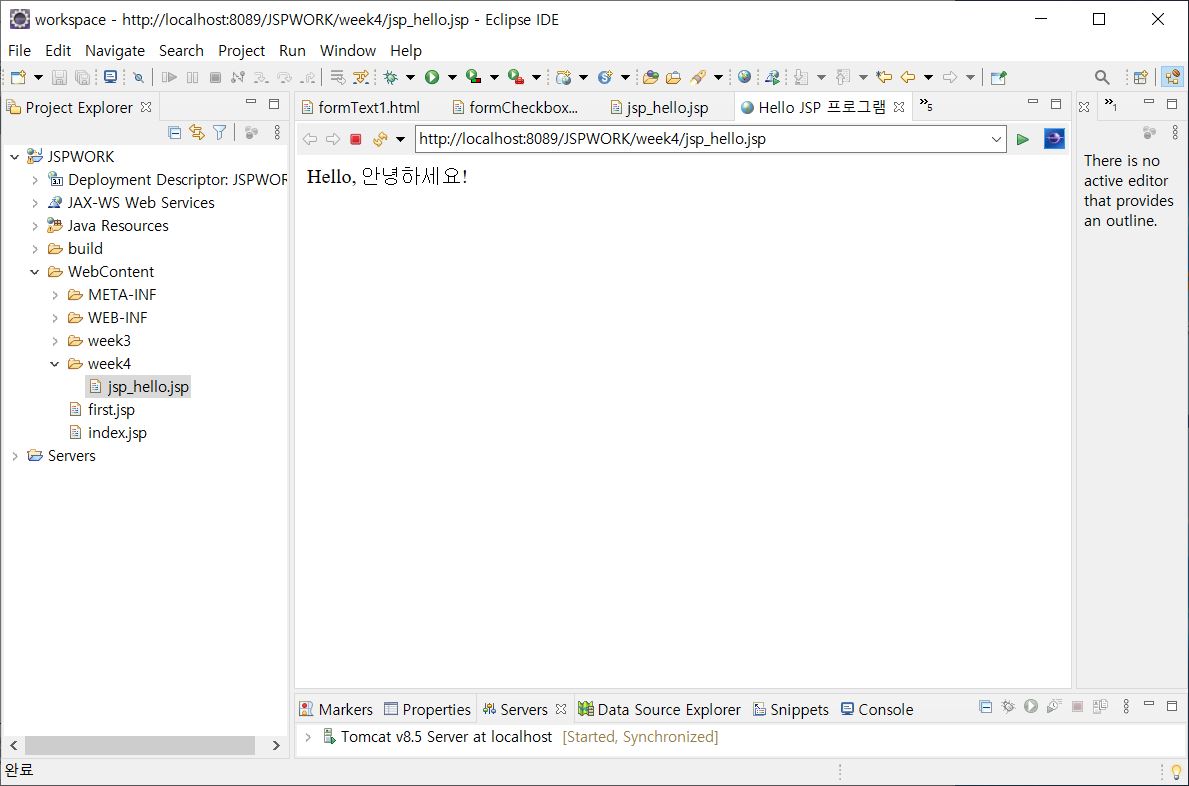 workspace - http://localhost:8089/JSPWORK/week4/jsp_hello.jsp - Eclipse IDE
File Edit Navigate Search Project Run Window Help
Project Explorer
JSPWORK
Deployment Descriptor: JSPWOR
JAX-WS Web Services
Java Resources
build
WebContent
META-INF
WEB-INF
week3
week4
jsp_hello.jsp
first.jsp
index.jsp
Servers
formText1.html formCheckbox... jsp_hello.jsp Hello JSP 프로그램 »5
http://localhost:8089/JSPWORK/week4/jsp_hello.jsp
Hello, 안녕하세요!
»1
There is no
active editor
that provides
an outline.
Markers Properties Servers Data Source Explorer Snippets Console
Tomcat v8.5 Server at localhost [Started, Synchronized]
완료